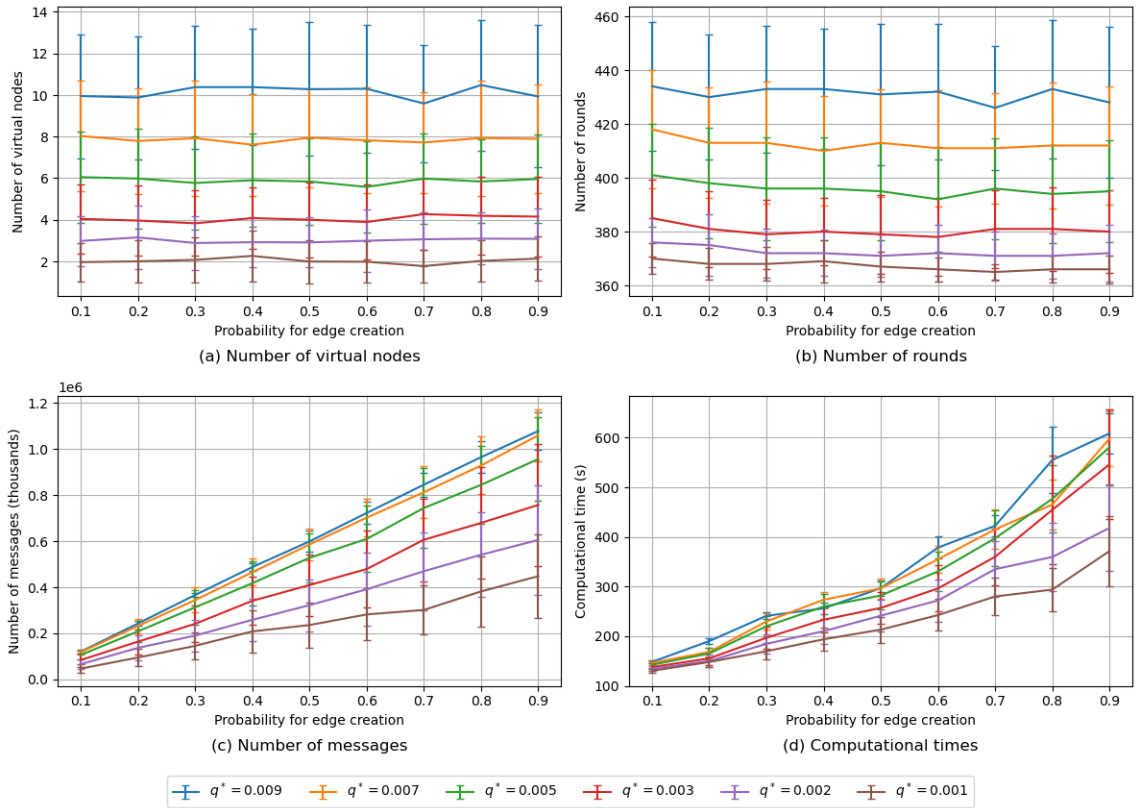 14
12
10
8
6
4
2
Number of virtual nodes
0.1 0.2 0.3 0.4 0.5 0.6 0.7 0.8 0.9
Probability for edge creation
(a) Number of virtual nodes
460
440
420
400
380
360
Number of rounds
0.1 0.2 0.3 0.4 0.5 0.6 0.7 0.8 0.9
Probability for edge creation
(b) Number of rounds
1e6
1.2
1.0
0.8
0.6
0.4
0.2
0.0
Number of messages (thousands)
0.1 0.2 0.3 0.4 0.5 0.6 0.7 0.8 0.9
Probability for edge creation
(c) Number of messages
600
500
400
300
200
100
Computational time (s)
0.1 0.2 0.3 0.4 0.5 0.6 0.7 0.8 0.9
Probability for edge creation
(d) Computational times
q* = 0.009 q* = 0.007 q* = 0.005 q* = 0.003 q* = 0.002 q* = 0.001